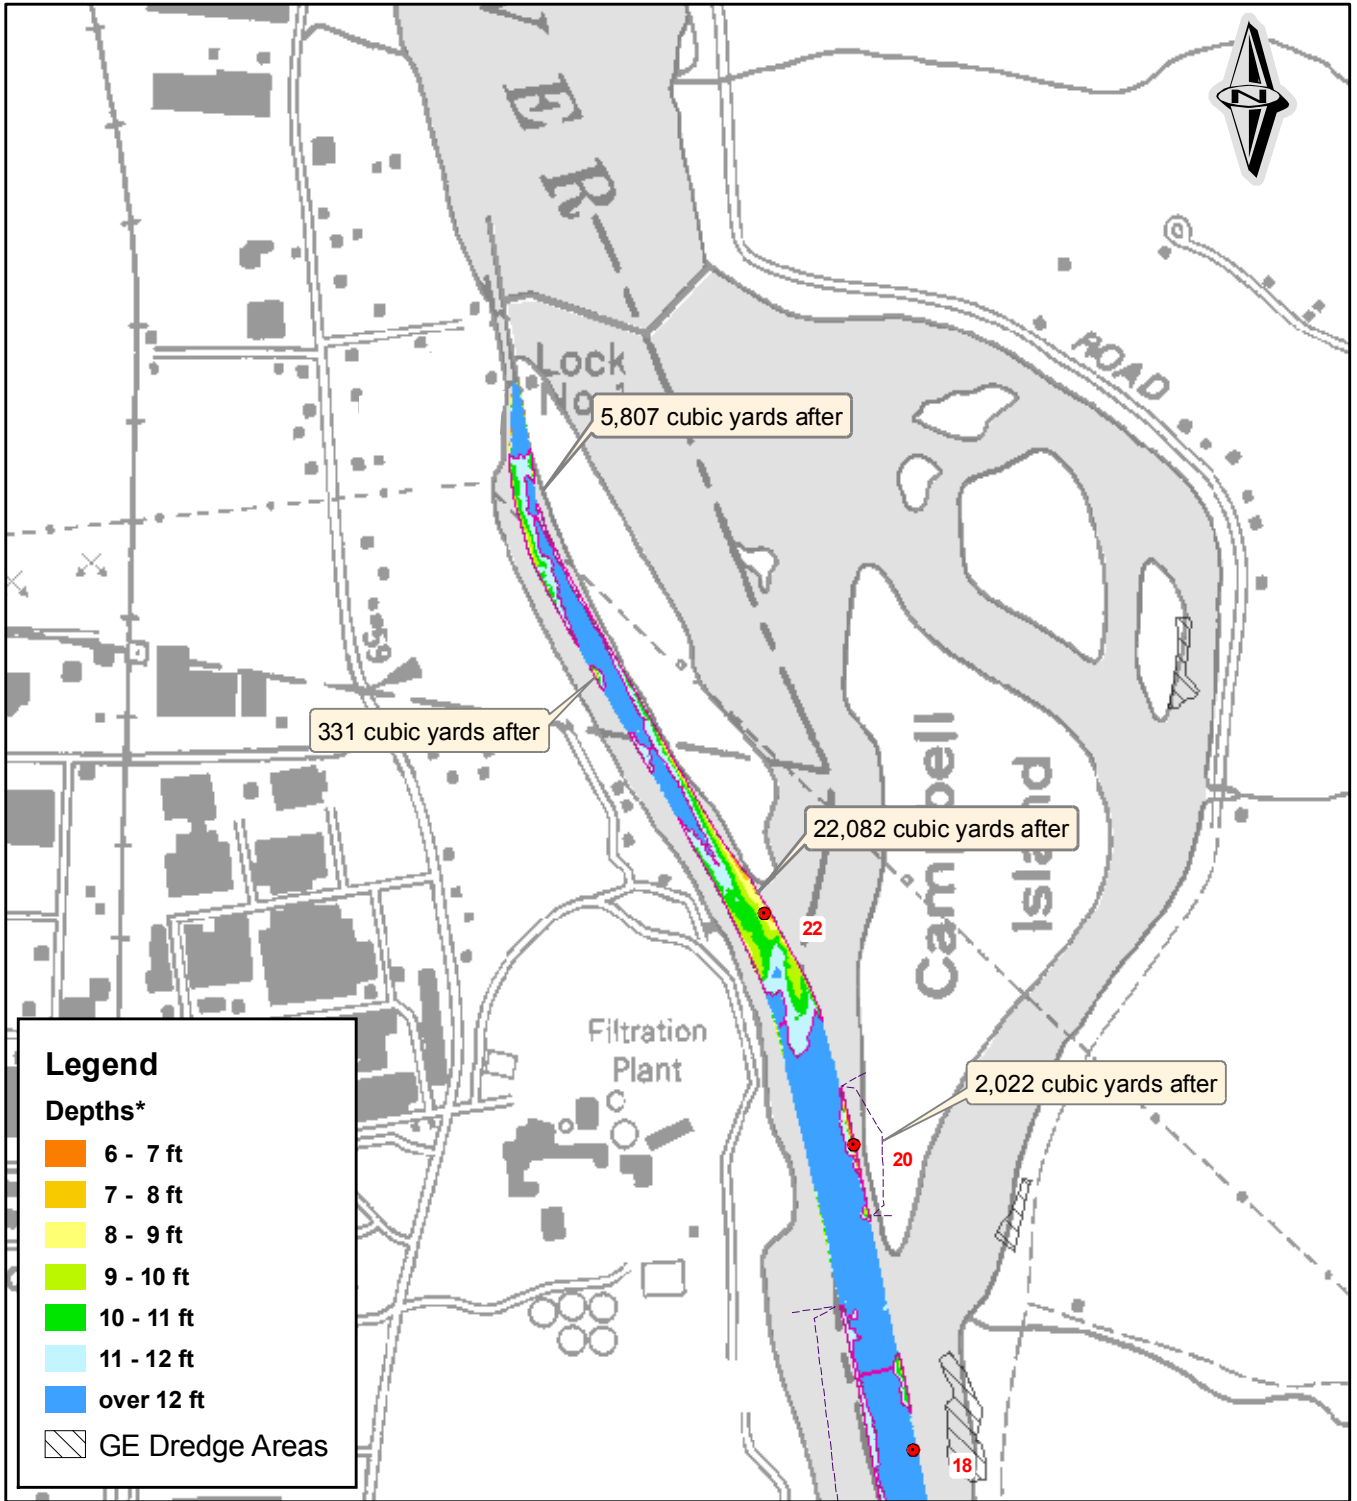 VER
N
ROAD
Lock
No 1
5,807 cubic yards after
59
331 cubic yards after
Campbell
Island
22,082 cubic yards after
22
Filtration
Plant
2,022 cubic yards after
20
18
Legend
Depths*
6 - 7 ft
7 - 8 ft
8 - 9 ft
9 - 10 ft
10 - 11 ft
11 - 12 ft
over 12 ft
GE Dredge Areas